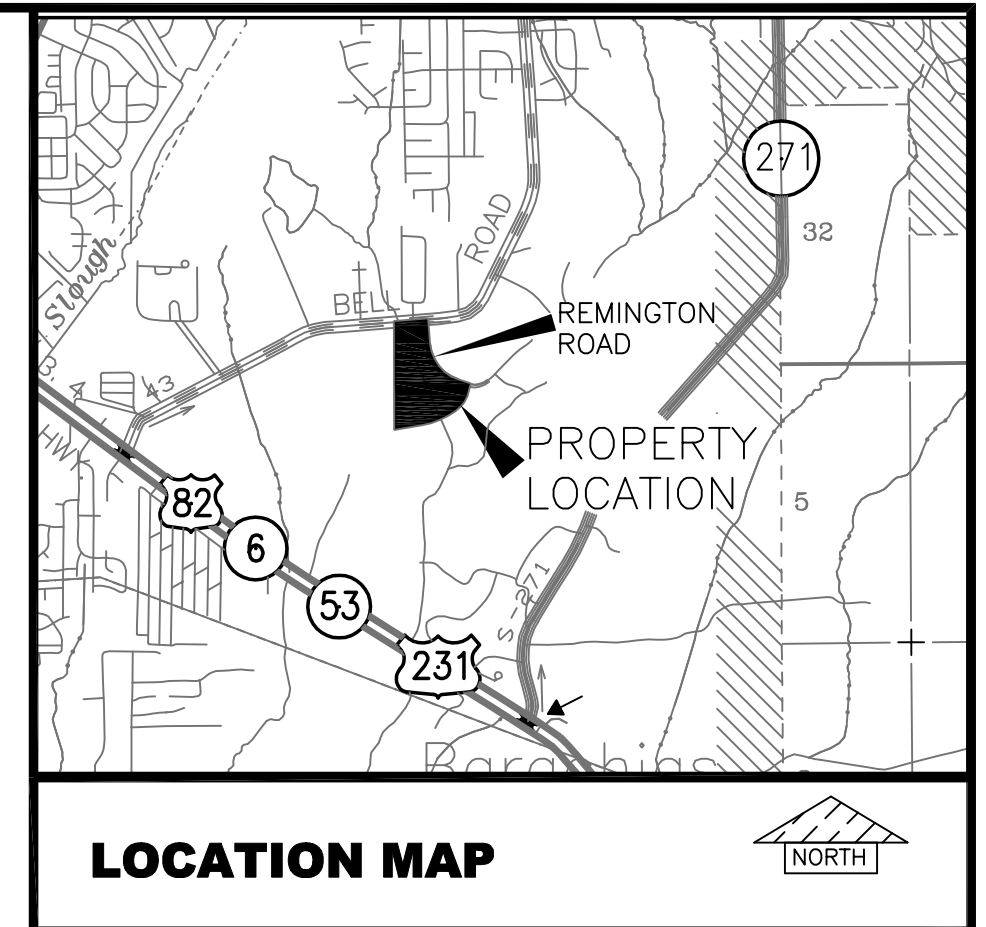 271
32
ROAD
Slough
BELL
REMINGTON
ROAD
43
PROPERTY
LOCATION
82
5
6
S-271
53
231
LOCATION MAP
NORTH